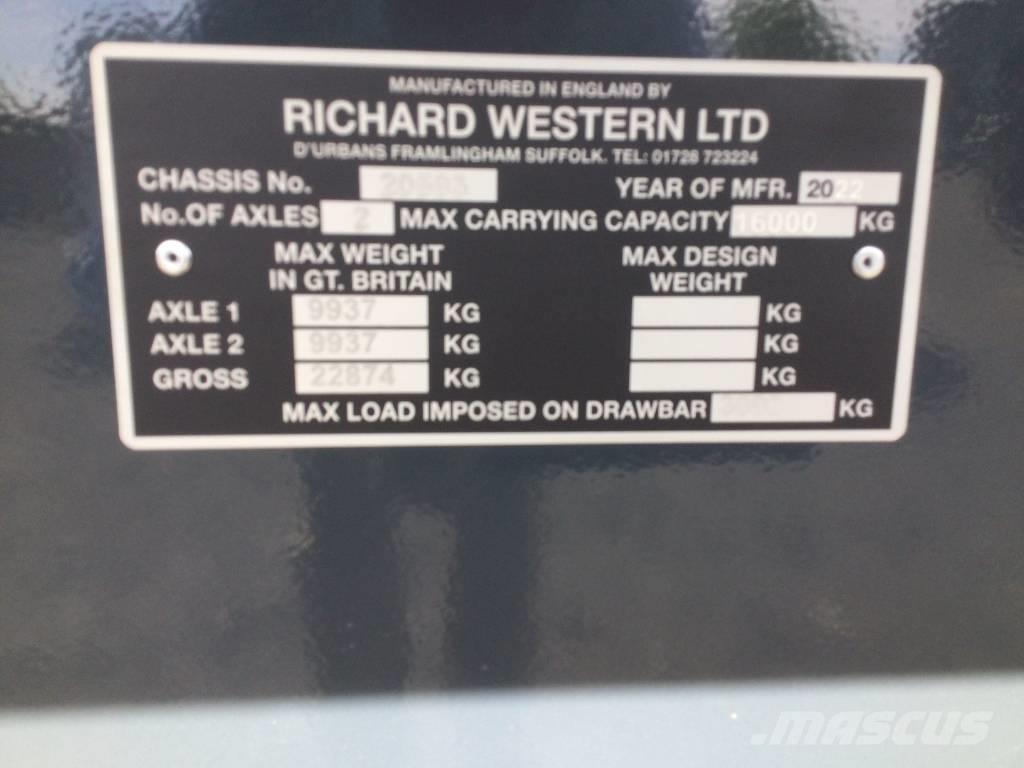 MANUFACTURED IN ENGLAND BY
RICHARD WESTERN LTD
D'URBANS FRAMLINGHAM SUFFOLK. TEL: 01728 723224
CHASSIS No. YEAR OF MFR. 2022
No.OF AXLES 2 MAX CARRYING CAPACITY 16000 KG
MAX WEIGHT IN GT. BRITAIN MAX DESIGN WEIGHT
AXLE 1 9937 KG KG
AXLE 2 9937 KG KG
GROSS 22874 KG KG
MAX LOAD IMPOSED ON DRAWBAR KG
mascus